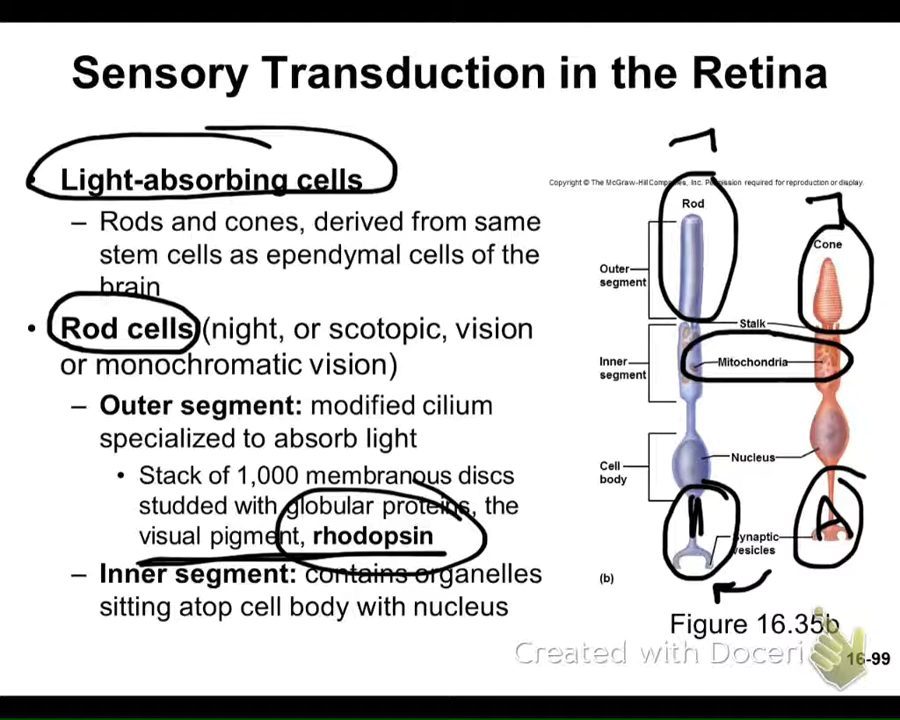 Sensory Transduction in the Retina
• Light-absorbing cells
– Rods and cones, derived from same
stem cells as ependymal cells of the
brain
• Rod cells (night, or scotopic, vision
or monochromatic vision)
– Outer segment: modified cilium
specialized to absorb light
• Stack of 1,000 membranous discs
studded with globular proteins, the
visual pigment, rhodopsin
– Inner segment: contains organelles
sitting atop cell body with nucleus
Copyright © The McGraw-Hill Companies, Inc. Permission required for reproduction or display.
Rod
Cone
Outer
segment
Stalk
Inner
segment
Mitochondria
Cell
body
Nucleus
Synaptic
vesicles
(b)
Figure 16.35b
Created with Doceri
16-99